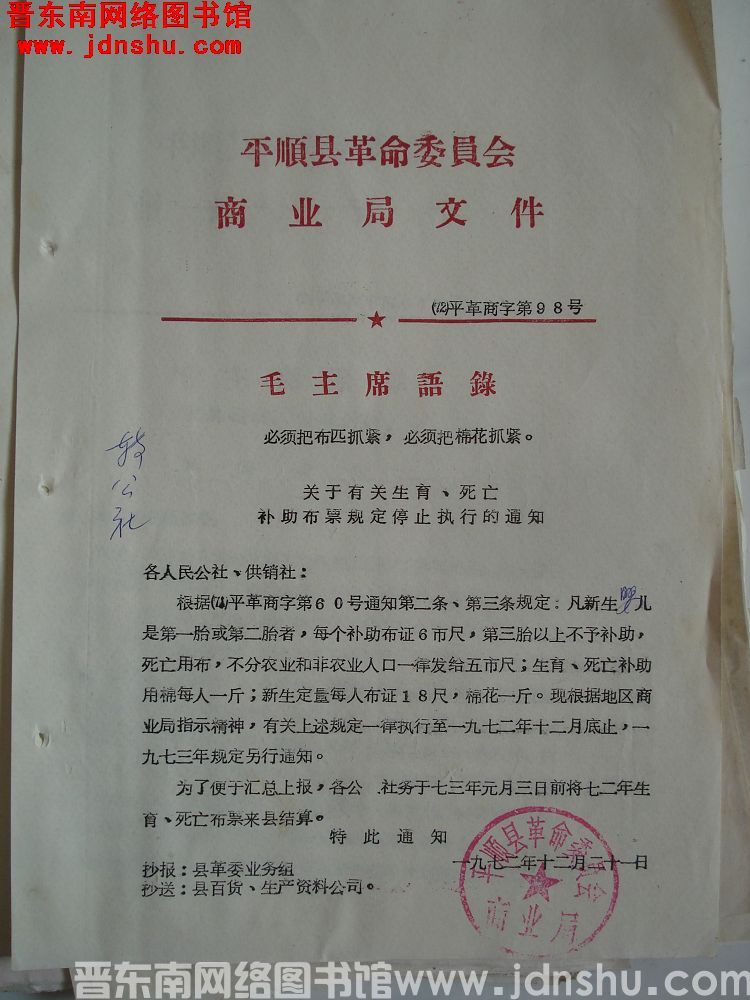 晋东南网络图书馆
www.jdnshu.com
平順县革命委員会
商业局文件
(72)平革商字第98号
毛主席語錄
必须把布匹抓紧，必须把棉花抓紧。
转公社
关于有关生育、死亡
补助布票规定停止执行的通知
各人民公社、供销社：
根据(71)平革商字第60号通知第二条、第三条规定：凡新生婴儿
是第一胎或第二胎者，每个补助布证6市尺，第三胎以上不予补助，
死亡用布，不分农业和非农业人口一律发给五市尺；生育、死亡补助
用棉每人一斤；新生定量每人布证18尺，棉花一斤。现根据地区商
业局指示精神，有关上述规定一律执行至一九七二年十二月底止，一
九七三年规定另行通知。
为了便于汇总上报，各公 社务于七三年元月三日前将七二年生
育、死亡布票来县结算。
特此通知
一九七二年十二月二十一日
抄报：县革委业务组
抄送：县百货、生产资料公司。
平顺县革命委员会
商业局
晋东南网络图书馆www.jdnshu.com